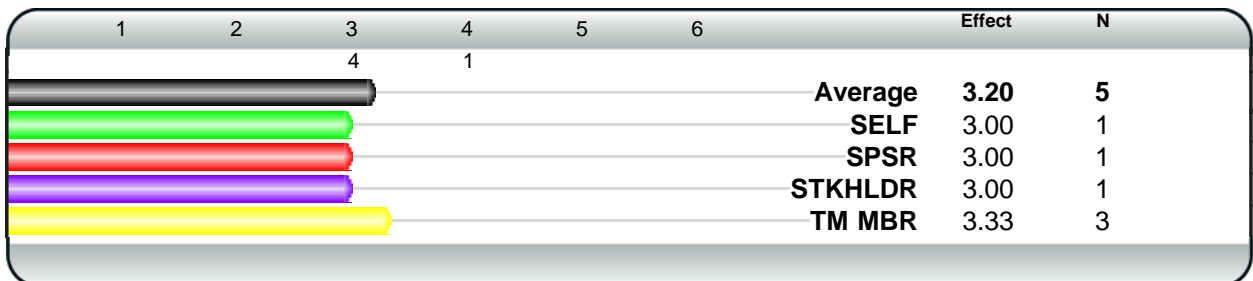 1 2 3 4 5 6 Effect N
4 1
Average 3.20 5
SELF 3.00 1
SPSR 3.00 1
STKHLDR 3.00 1
TM MBR 3.33 3